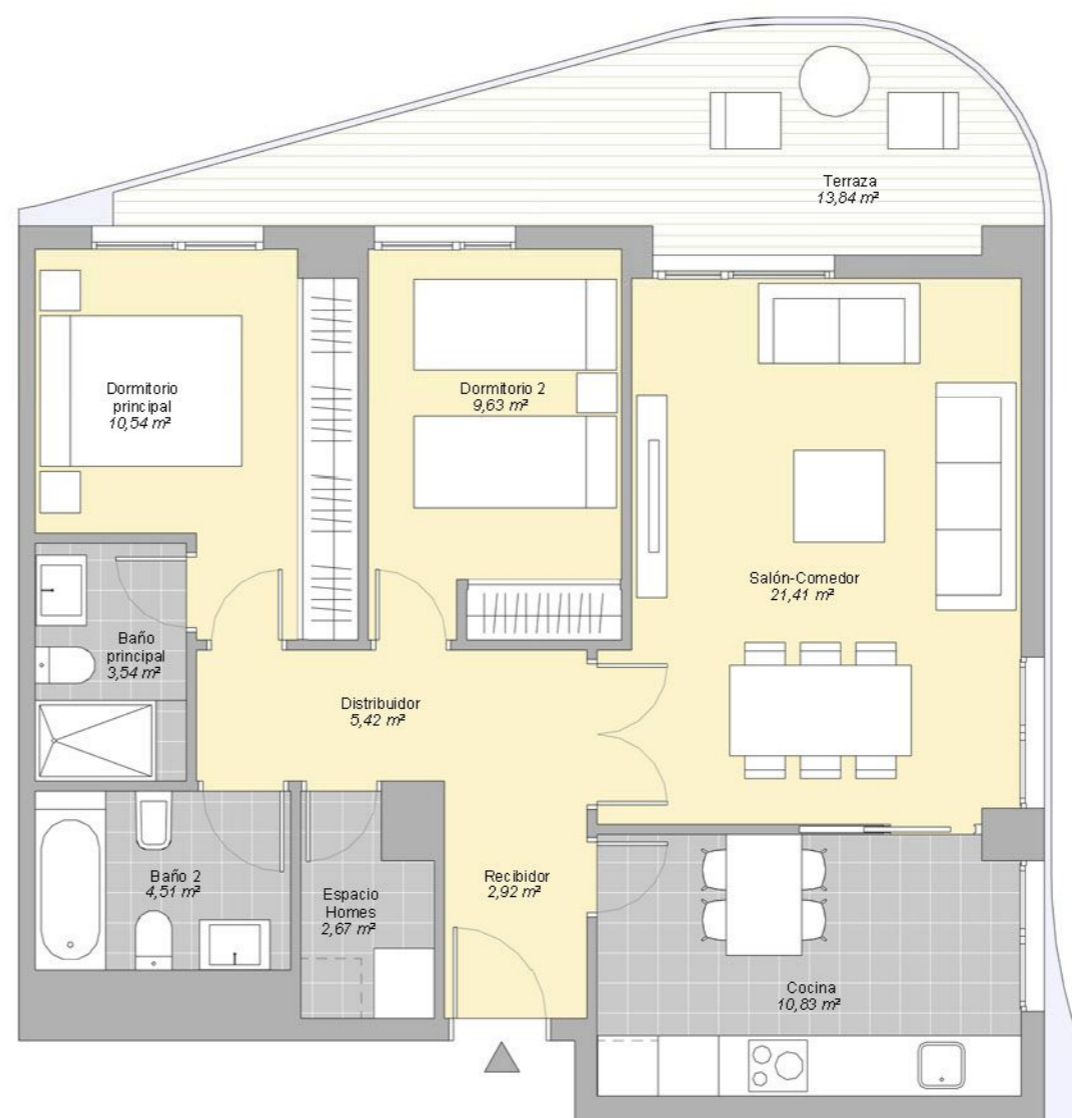 Terraza
13,84 m²
Dormitorio
principal
10,54 m²
Dormitorio 2
9,63 m²
Salón-Comedor
21,41 m²
Baño
principal
3,54 m²
Distribuidor
5,42 m²
Baño 2
4,51 m²
Espacio
Homes
2,67 m²
Recibidor
2,92 m²
Cocina
10,83 m²